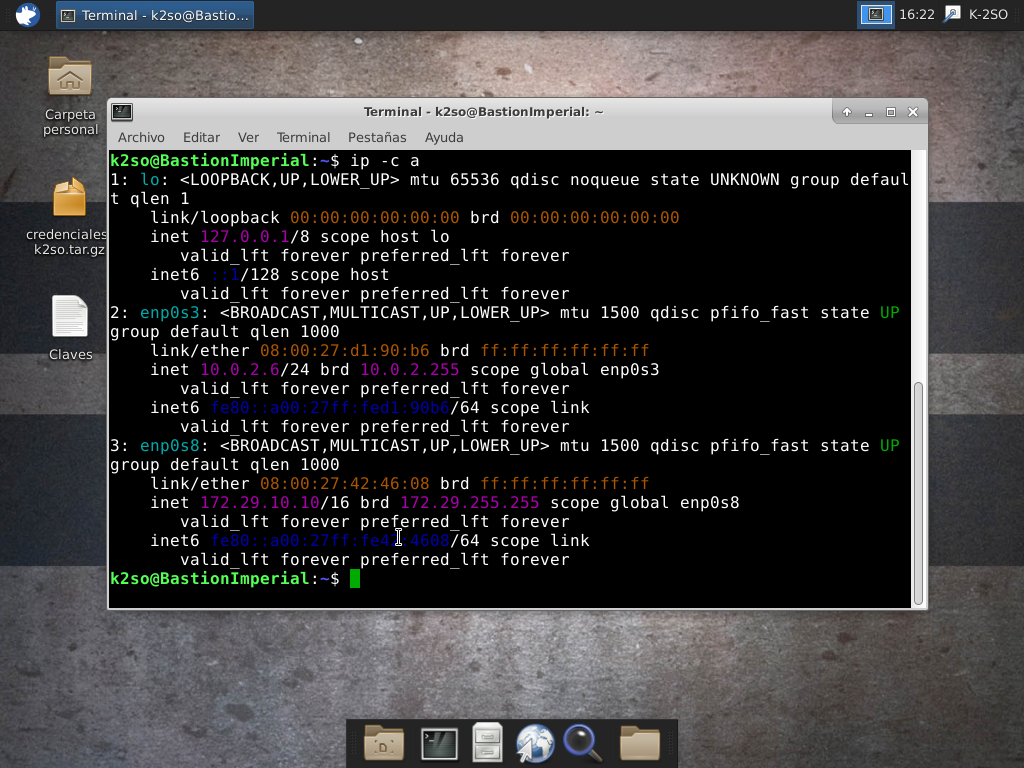 Terminal - k2so@Bastio...
16:22
K-2SO
Carpeta
personal
credenciales
k2so.tar.gz
Claves
Terminal - k2so@BastionImperial: ~
Archivo Editar Ver Terminal Pestañas Ayuda
k2so@BastionImperial:~$ ip -c a
1: lo: <LOOPBACK,UP,LOWER_UP> mtu 65536 qdisc noqueue state UNKNOWN group defaul
t qlen 1
link/loopback 00:00:00:00:00:00 brd 00:00:00:00:00:00
inet 127.0.0.1/8 scope host lo
valid_lft forever preferred_lft forever
inet6 ::1/128 scope host
valid_lft forever preferred_lft forever
2: enp0s3: <BROADCAST,MULTICAST,UP,LOWER_UP> mtu 1500 qdisc pfifo_fast state UP
group default qlen 1000
link/ether 08:00:27:d1:90:b6 brd ff:ff:ff:ff:ff:ff
inet 10.0.2.6/24 brd 10.0.2.255 scope global enp0s3
valid_lft forever preferred_lft forever
inet6 fe80::a00:27ff:fed1:90b6/64 scope link
valid_lft forever preferred_lft forever
3: enp0s8: <BROADCAST,MULTICAST,UP,LOWER_UP> mtu 1500 qdisc pfifo_fast state UP
group default qlen 1000
link/ether 08:00:27:42:46:08 brd ff:ff:ff:ff:ff:ff
inet 172.29.10.10/16 brd 172.29.255.255 scope global enp0s8
valid_lft forever preferred_lft forever
inet6 fe80::a00:27ff:fe42:4608/64 scope link
valid_lft forever preferred_lft forever
k2so@BastionImperial:~$